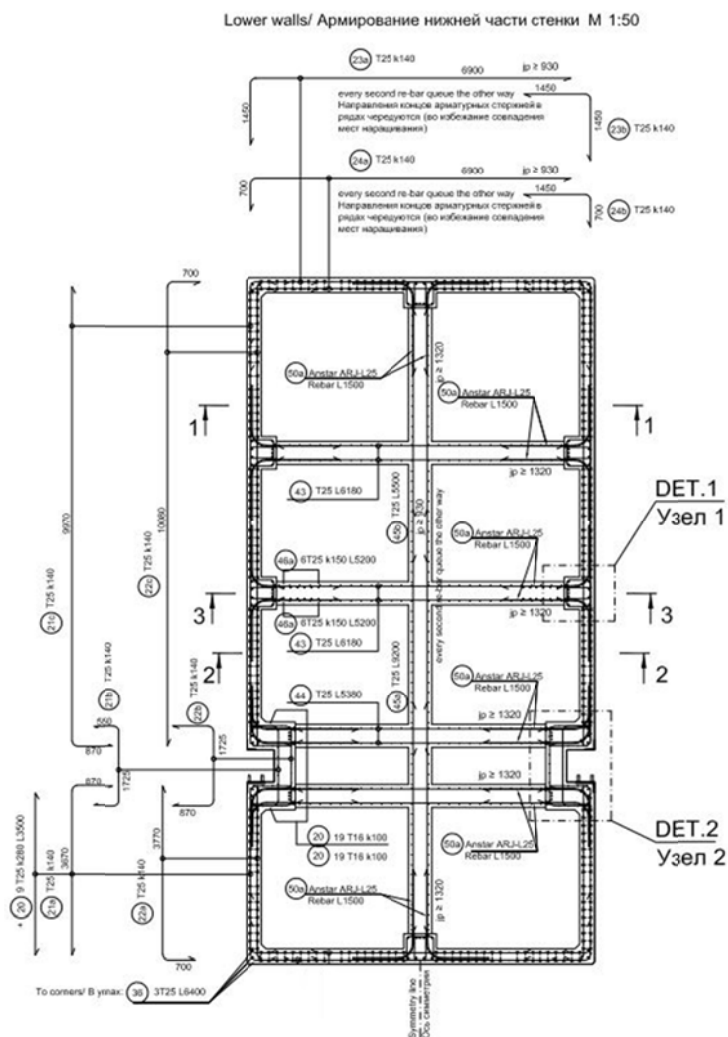 Lower walls/ Армирование нижней части стенки M 1:50
23a T25 k140
6900
jp ≥ 930
1450
every second re-bar queue the other way
Направления концов арматурных стержней в
рядах чередуются (во избежание совпадения
мест наращивания)
1450
1450
23b T25 k140
24a T25 k140
6900
jp ≥ 930
700
every second re-bar queue the other way
Направления концов арматурных стержней в
рядах чередуются (во избежание совпадения
мест наращивания)
1450
700
24b T25 k140
700
50a Anstar ARJ-L25
Rebar L1500
jp ≥ 1320
50a Anstar ARJ-L25
Rebar L1500
1
1
jp ≥ 1320
43 T25 L6180
45b T25 L5500
jp ≥ 930
every second re-bar queue the other way
DET.1
Узел 1
9970
10080
21c T25 k140
22c T25 k140
50a Anstar ARJ-L25
Rebar L1500
46a 6T25 k150 L5200
3
3
jp ≥ 1320
46a 6T25 k150 L5200
43 T25 L6180
2
2
44 T25 L5380
45a T25 L9200
50a Anstar ARJ-L25
Rebar L1500
jp ≥ 1320
21b T25 k140
22b T25 k140
550
870
1725
1725
870
870
jp ≥ 1320
DET.2
Узел 2
20 19 T16 k100
20 19 T16 k100
50a Anstar ARJ-L25
Rebar L1500
+ 20 9 T25 k280 L3500
21a T25 k140
3670
22a T25 k140
3770
50a Anstar ARJ-L25
Rebar L1500
jp ≥ 1320
700
To corners/ В углах: 36 3T25 L6400
Symmetry line
Ось симметрии